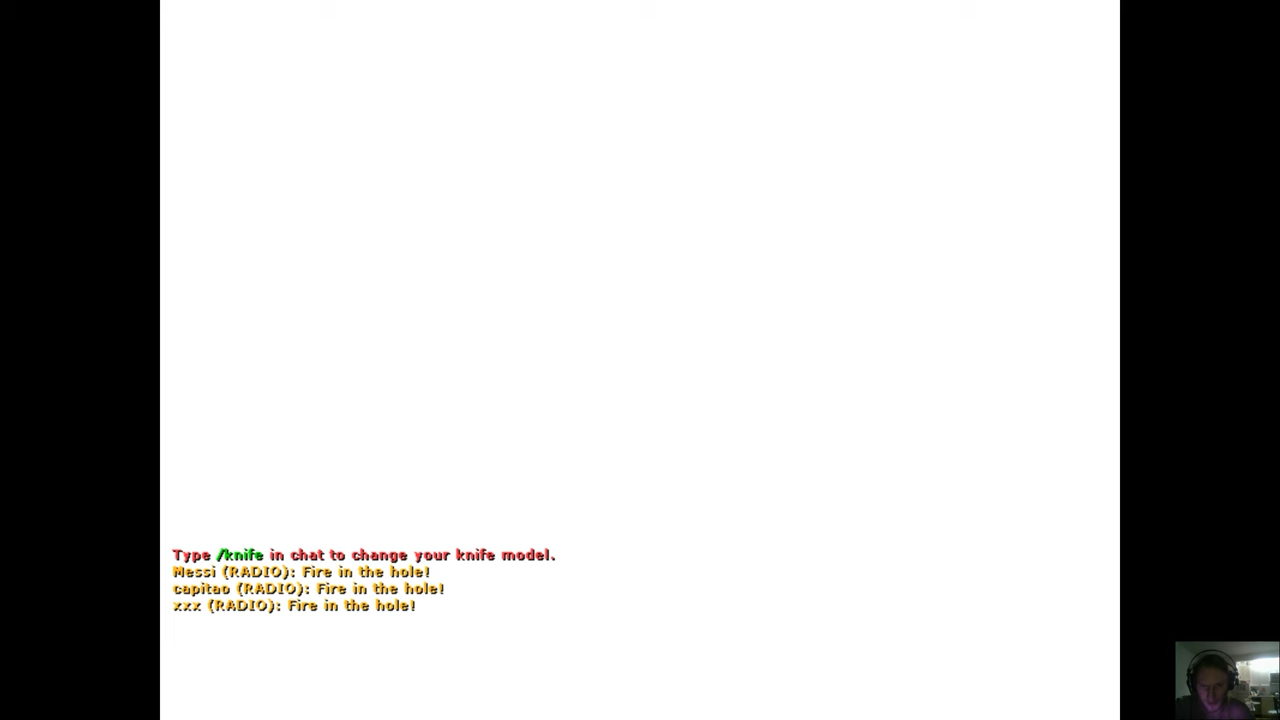 Type /knife in chat to change your knife model.
Messi (RADIO): Fire in the hole!
capitao (RADIO): Fire in the hole!
xxx (RADIO): Fire in the hole!